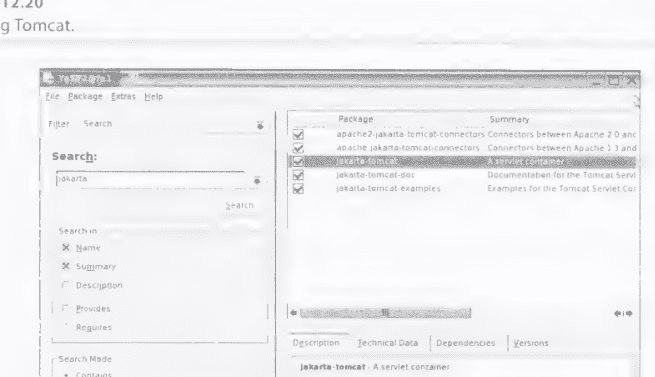 12.20
g Tomcat.
YaST2@fe1
File Package Extras Help
Filter Search
Search:
jakarta
Search
Search in
Name
Summary
Description
Provides
Requires
Search Mode
Contains
Package Summary
apache2-jakarta-tomcat-connectors Connectors between Apache 2.0 and
apache-jakarta-tomcat-connectors Connectors between Apache 1.3 and
jakarta-tomcat A servlet container
jakarta-tomcat-doc Documentation for the Tomcat Servl
jakarta-tomcat-examples Examples for the Tomcat Servlet Cor
Description Technical Data Dependencies Versions
jakarta-tomcat - A servlet container